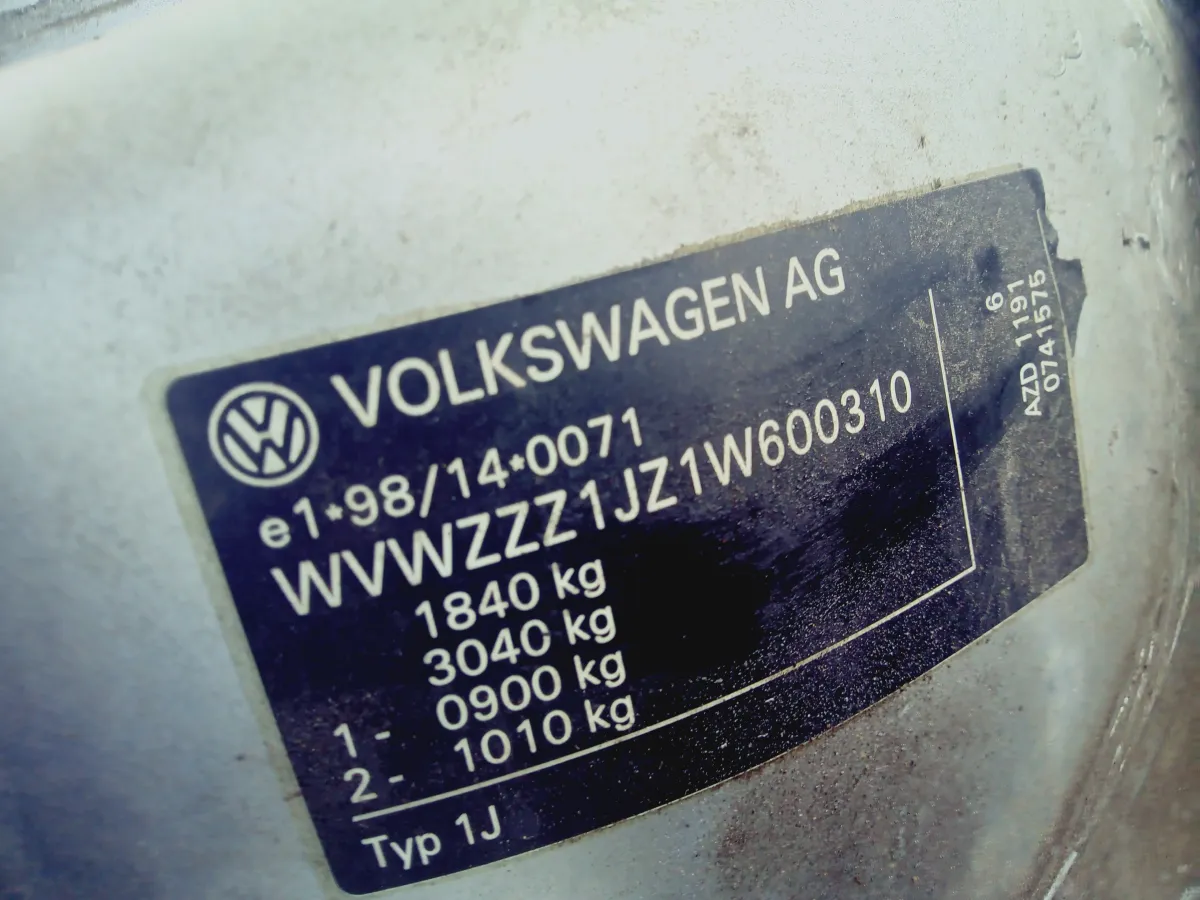 VOLKSWAGEN AG
e1*98/14*0071
WVWZZZ1JZ1W600310
1840 kg
3040 kg
1 - 0900 kg
2 - 1010 kg
Typ 1J
6
AZD 1191
0741575